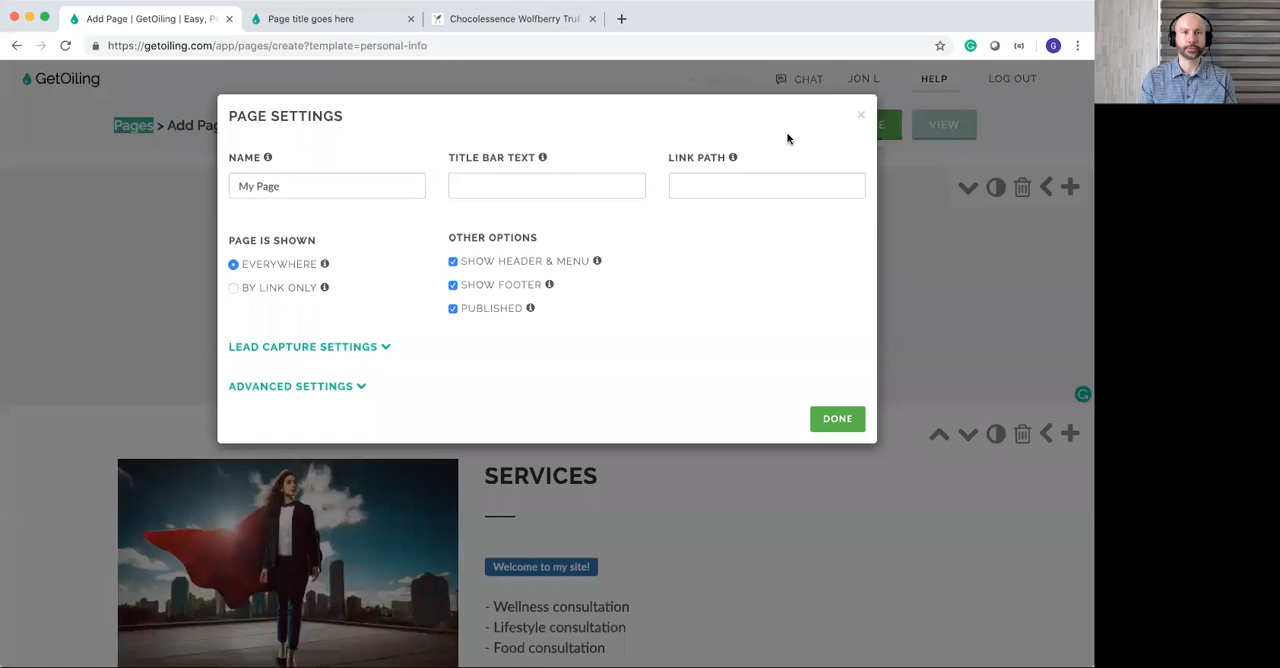 Add Page | GetOiling | Easy, P
Page title goes here
Chocolessence Wolfberry Truf
https://getoiling.com/app/pages/create?template=personal-info
GetOiling
CHAT
JON L
HELP
LOG OUT
Pages > Add Pag
VIEW
PAGE SETTINGS
NAME
TITLE BAR TEXT
LINK PATH
My Page
PAGE IS SHOWN
OTHER OPTIONS
EVERYWHERE
SHOW HEADER & MENU
BY LINK ONLY
SHOW FOOTER
PUBLISHED
LEAD CAPTURE SETTINGS
ADVANCED SETTINGS
DONE
SERVICES
Welcome to my site!
- Wellness consultation
- Lifestyle consultation
- Food consultation